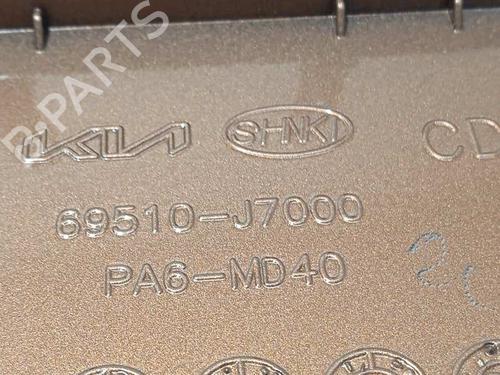 B-PARTS
KIA SHNKI CD
69510-J7000
PA6-MD40